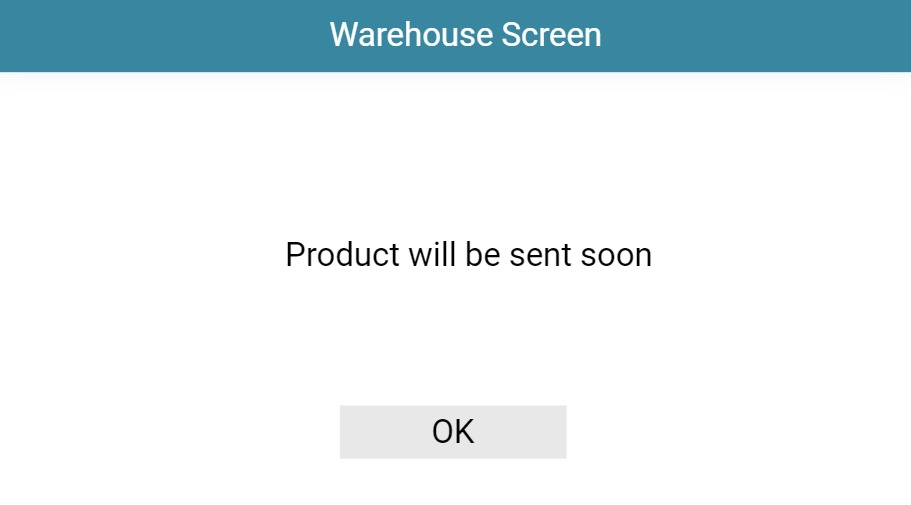 Warehouse Screen
Product will be sent soon
OK